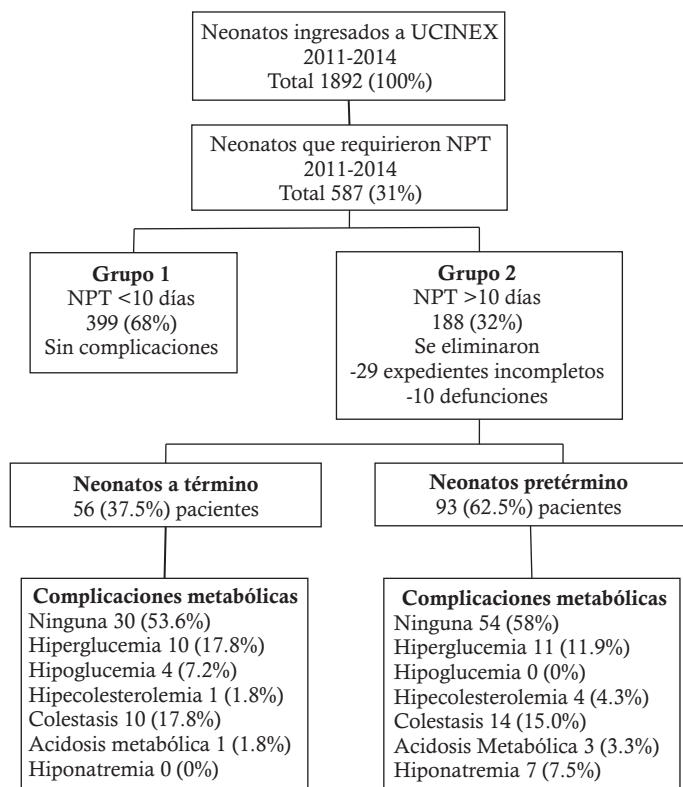 Neonatos ingresados a UCINEX
2011-2014
Total 1892 (100%)
Neonatos que requirieron NPT
2011-2014
Total 587 (31%)
Grupo 1
NPT <10 días
399 (68%)
Sin complicaciones
Grupo 2
NPT >10 días
188 (32%)
Se eliminaron
-29 expedientes incompletos
-10 defunciones
Neonatos a término
56 (37.5%) pacientes
Neonatos pretérmino
93 (62.5%) pacientes
Complicaciones metabólicas
Ninguna 30 (53.6%)
Hiperglucemia 10 (17.8%)
Hipoglucemia 4 (7.2%)
Hipecolesterolemia 1 (1.8%)
Colestasis 10 (17.8%)
Acidosis metabólica 1 (1.8%)
Hiponatremia 0 (0%)
Complicaciones metabólicas
Ninguna 54 (58%)
Hiperglucemia 11 (11.9%)
Hipoglucemia 0 (0%)
Hipecolesterolemia 4 (4.3%)
Colestasis 14 (15.0%)
Acidosis Metabólica 3 (3.3%)
Hiponatremia 7 (7.5%)